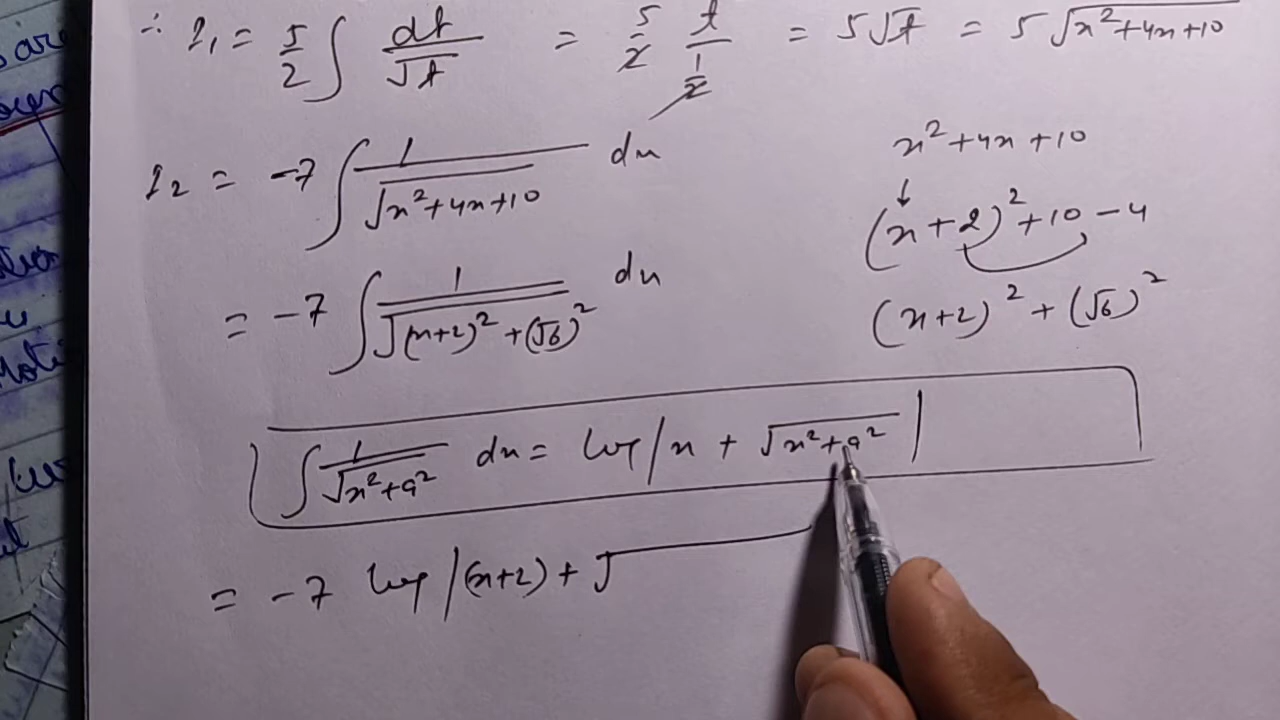 ∴ I₁ = 5/2 ∫ dt/√t = 5/2 t/(1/2) = 5√t = 5√(x²+4x+10)
I₂ = -7 ∫ 1/√(x²+4x+10) dx
x²+4x+10
↓
(x+2)²+10-4
= -7 ∫ 1/√((x+2)²+(√6)²) dx
(x+2)²+(√6)²
∫ 1/√(x²+a²) dx = log|x + √(x²+a²)|
= -7 log|(x+2) + √